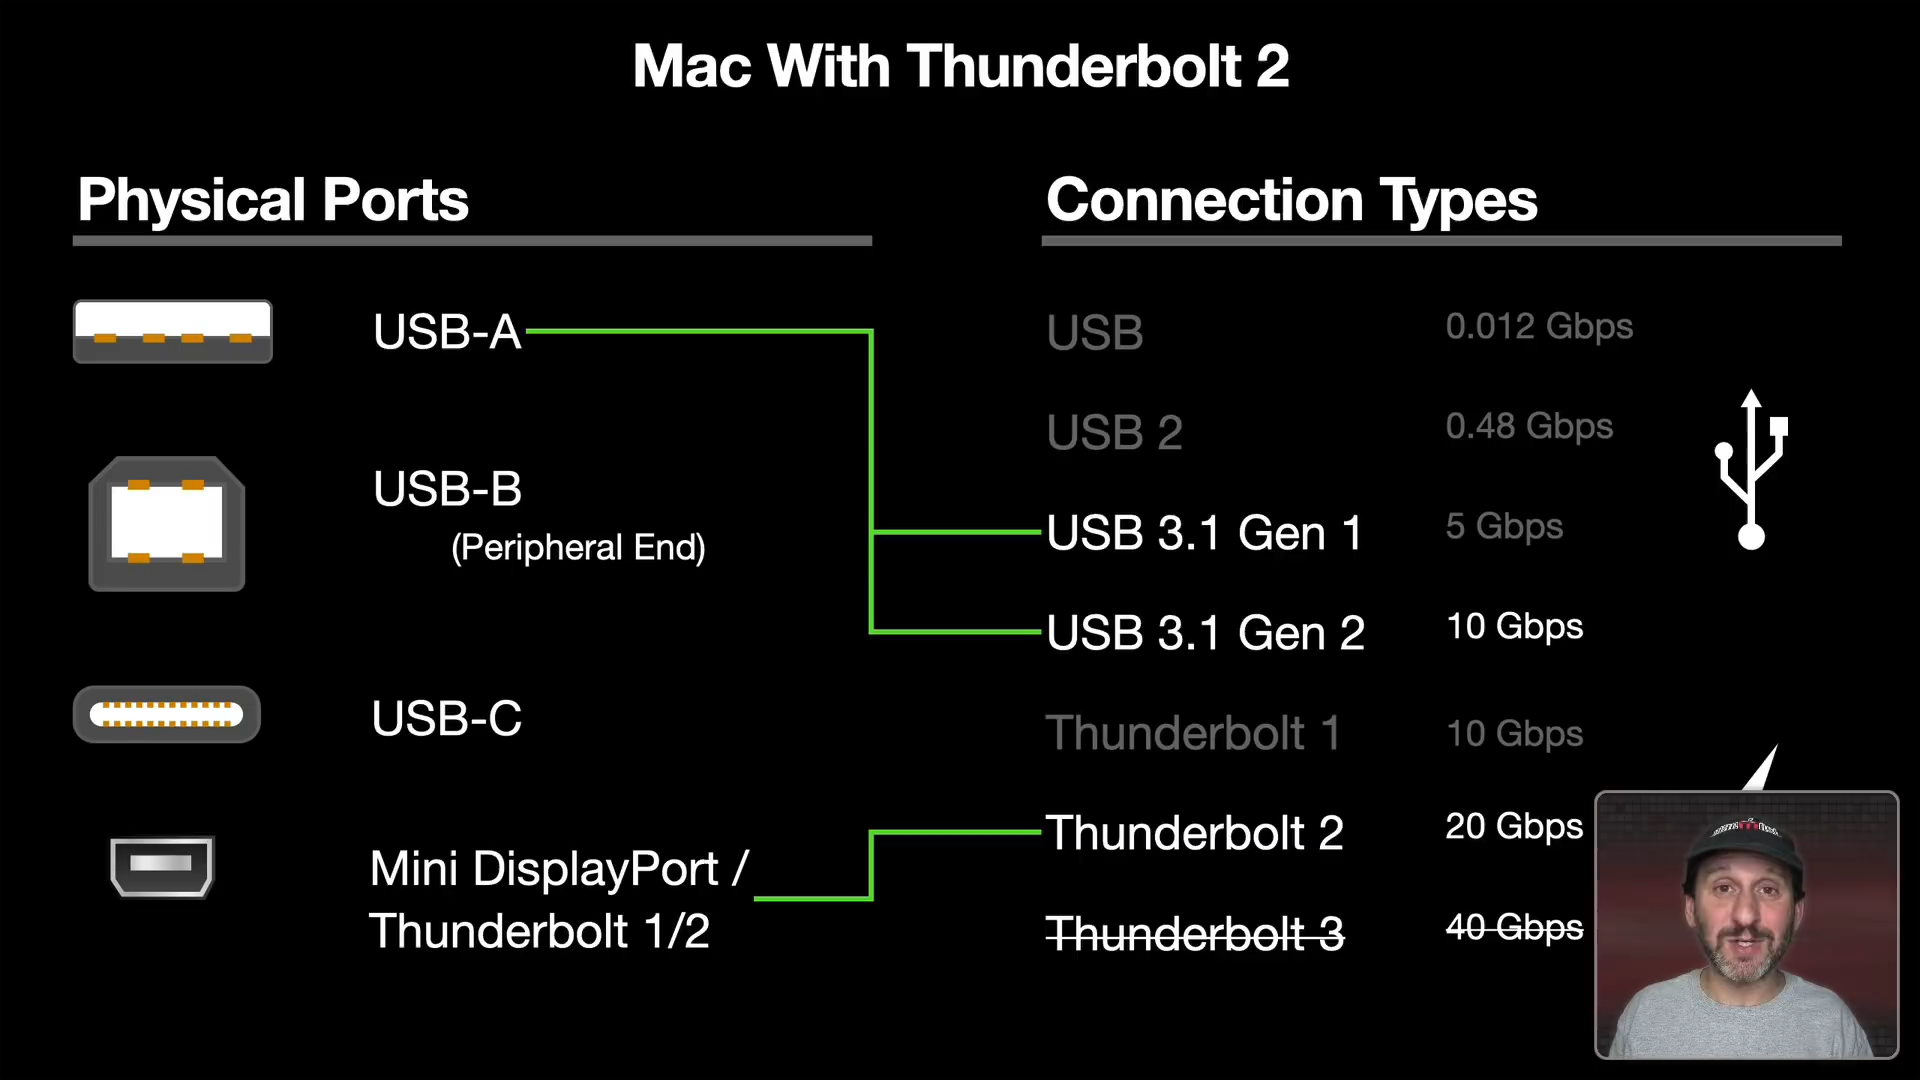 Mac With Thunderbolt 2
Physical Ports
Connection Types
USB-A
USB-B
(Peripheral End)
USB-C
Mini DisplayPort /
Thunderbolt 1/2
USB 0.012 Gbps
USB 2 0.48 Gbps
USB 3.1 Gen 1 5 Gbps
USB 3.1 Gen 2 10 Gbps
Thunderbolt 1 10 Gbps
Thunderbolt 2 20 Gbps
Thunderbolt 3 40 Gbps